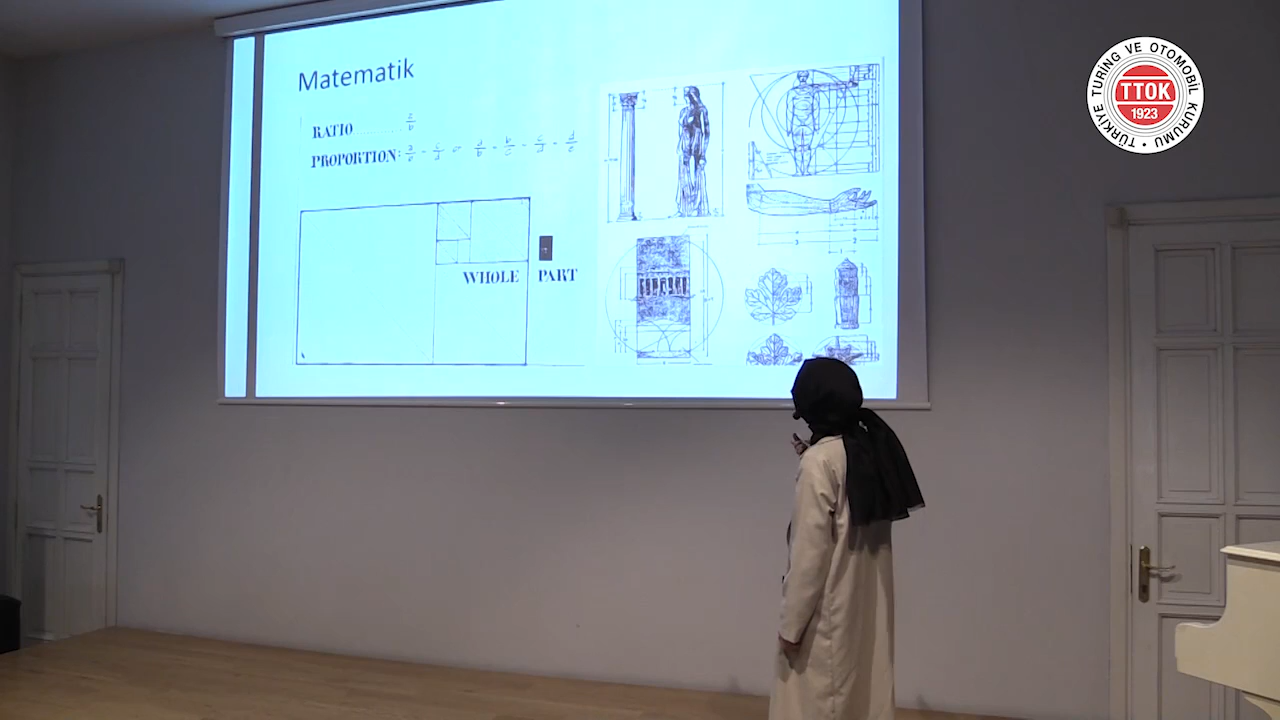 Matematik
RATIO
PROPORTION:
WHOLE PART
TÜRKİYE TURİNG VE OTOMOBİL KURUMU
TTOK
1923